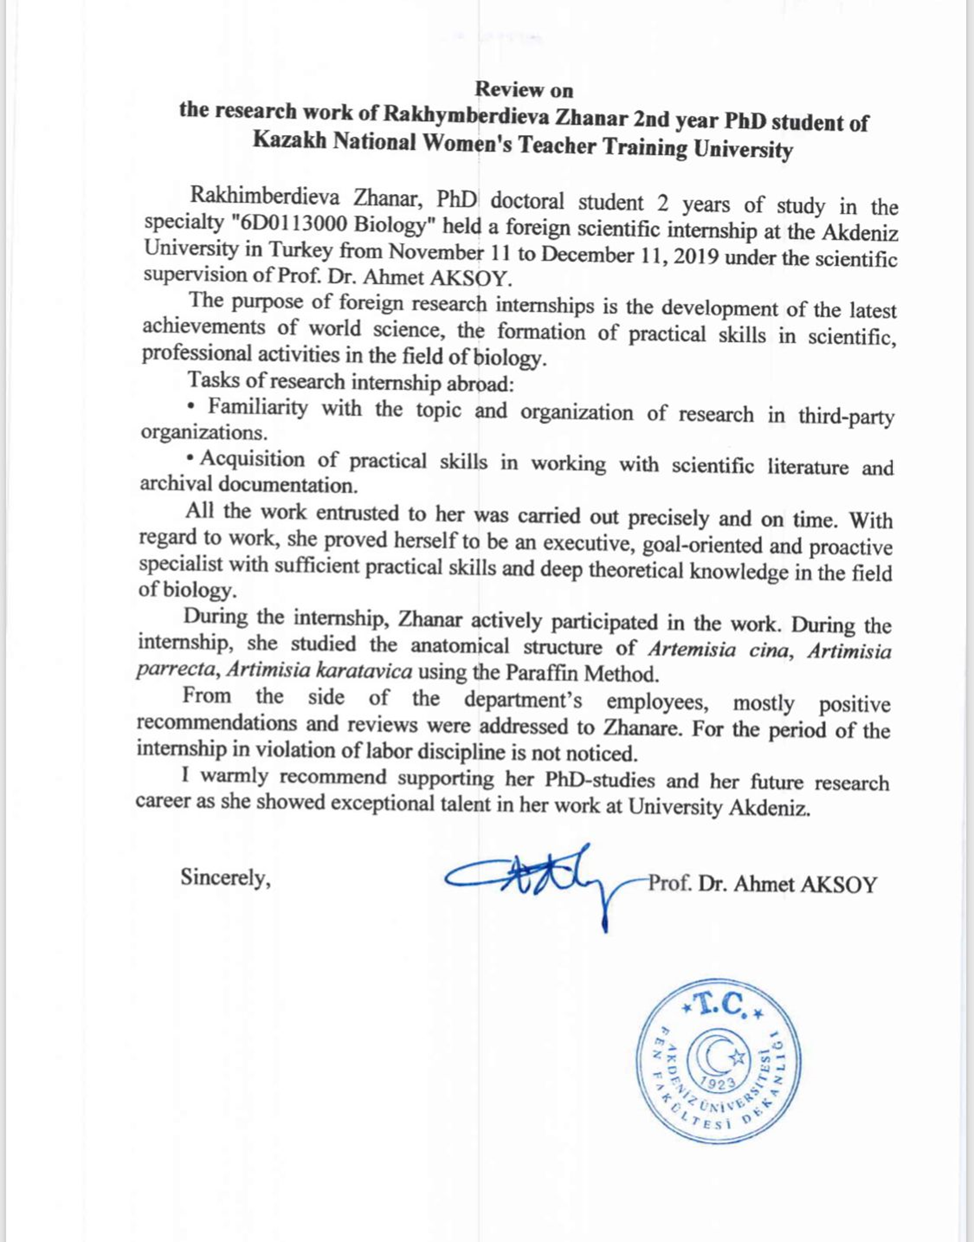 Review on
the research work of Rakhymberdieva Zhanar 2nd year PhD student of
Kazakh National Women's Teacher Training University
Rakhimberdieva Zhanar, PhD doctoral student 2 years of study in the
specialty "6D0113000 Biology" held a foreign scientific internship at the Akdeniz
University in Turkey from November 11 to December 11, 2019 under the scientific
supervision of Prof. Dr. Ahmet AKSOY.
The purpose of foreign research internships is the development of the latest
achievements of world science, the formation of practical skills in scientific,
professional activities in the field of biology.
Tasks of research internship abroad:
• Familiarity with the topic and organization of research in third-party
organizations.
• Acquisition of practical skills in working with scientific literature and
archival documentation.
All the work entrusted to her was carried out precisely and on time. With
regard to work, she proved herself to be an executive, goal-oriented and proactive
specialist with sufficient practical skills and deep theoretical knowledge in the field
of biology.
During the internship, Zhanar actively participated in the work. During the
internship, she studied the anatomical structure of Artemisia cina, Artimisia
parrecta, Artimisia karatavica using the Paraffin Method.
From the side of the department's employees, mostly positive
recommendations and reviews were addressed to Zhanare. For the period of the
internship in violation of labor discipline is not noticed.
I warmly recommend supporting her PhD-studies and her future research
career as she showed exceptional talent in her work at University Akdeniz.
Sincerely,
Prof. Dr. Ahmet AKSOY
T.C.
AKDENİZ ÜNİVERSİTESİ
FEN FAKÜLTESİ DEKANLIĞI
1923